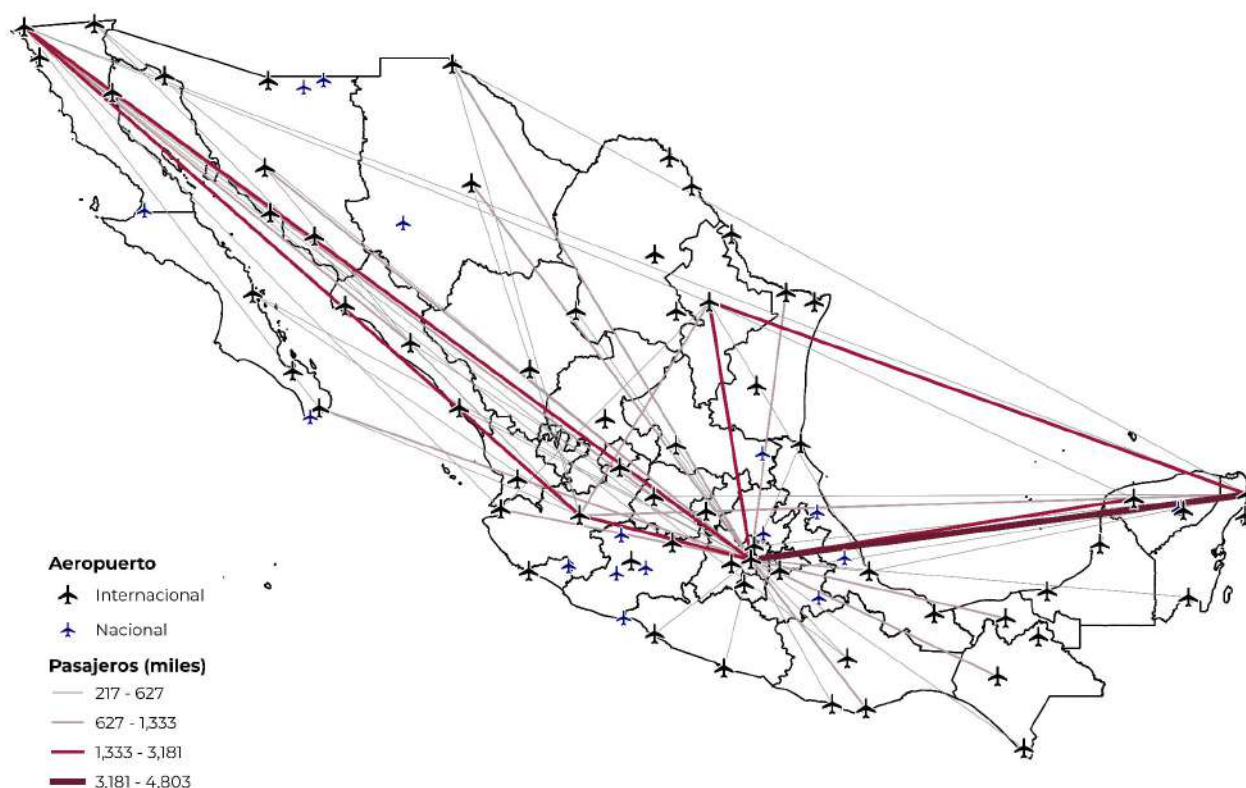 Aeropuerto
Internacional
Nacional
Pasajeros (miles)
217 - 627
627 - 1,333
1,333 - 3,181
3,181 - 4,803